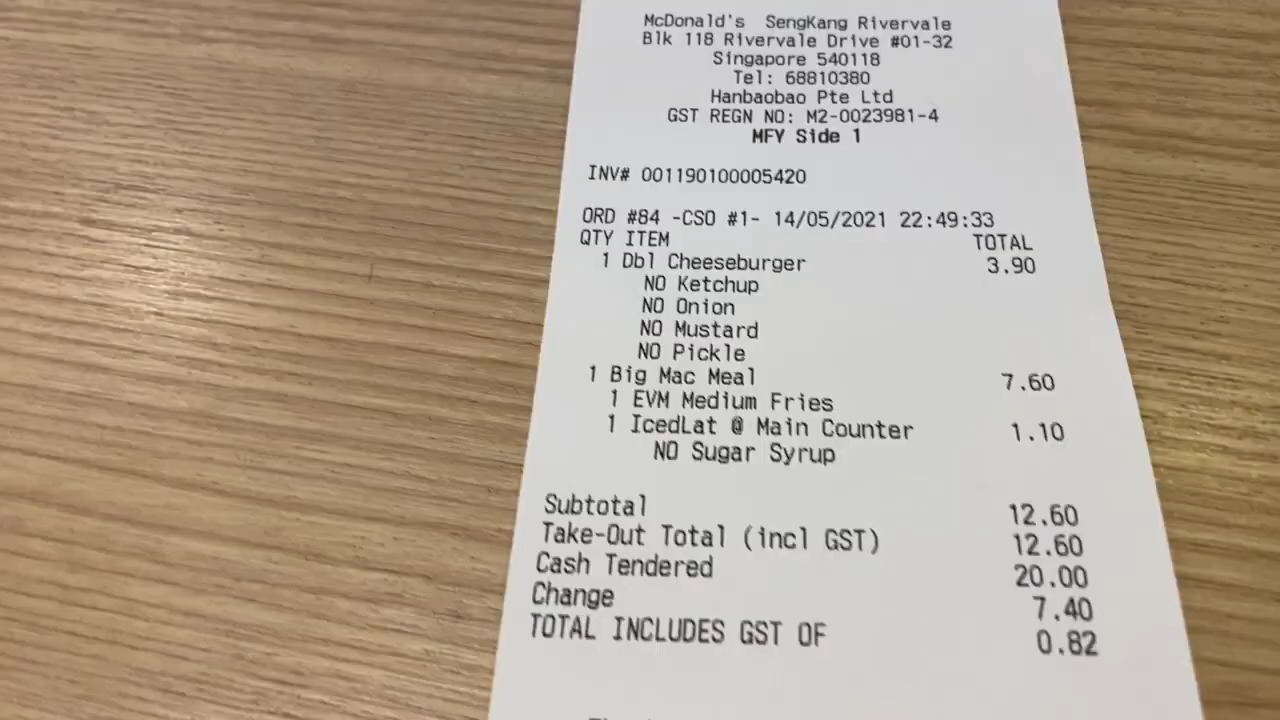 McDonald's SengKang Rivervale
Blk 118 Rivervale Drive #01-32
Singapore 540118
Tel: 68810380
Hanbaobao Pte Ltd
GST REGN NO: M2-0023981-4
MFY Side 1
INV# 001190100005420
ORD #84 -CSO #1- 14/05/2021 22:49:33
QTY ITEM TOTAL
1 Dbl Cheeseburger 3.90
NO Ketchup
NO Onion
NO Mustard
NO Pickle
1 Big Mac Meal 7.60
1 EVM Medium Fries
1 IcedLat @ Main Counter 1.10
NO Sugar Syrup
Subtotal 12.60
Take-Out Total (incl GST) 12.60
Cash Tendered 20.00
Change 7.40
TOTAL INCLUDES GST OF 0.82